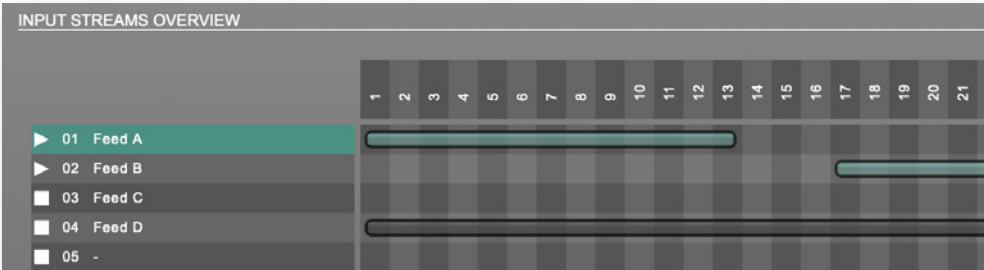 INPUT STREAMS OVERVIEW
1 2 3 4 5 6 7 8 9 10 11 12 13 14 15 16 17 18 19 20 21
01 Feed A
02 Feed B
03 Feed C
04 Feed D
05 -